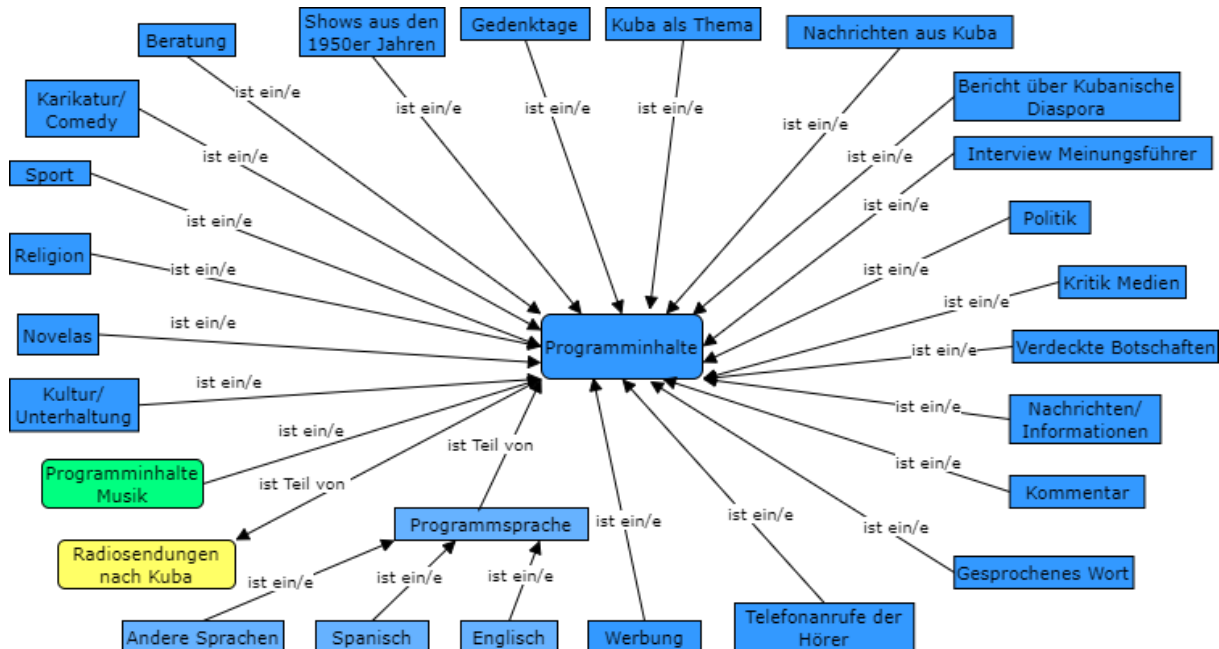 Beratung
Shows aus den
1950er Jahren
Gedenktage
Kuba als Thema
Nachrichten aus Kuba
ist ein/e
ist ein/e
ist ein/e
ist ein/e
ist ein/e
Karikatur/
Comedy
ist ein/e
Bericht über Kubanische
Diaspora
ist ein/e
Sport
ist ein/e
Interview Meinungsführer
ist ein/e
Religion
ist ein/e
Politik
ist ein/e
Novelas
ist ein/e
Kritik Medien
ist ein/e
Programminhalte
Verdeckte Botschaften
ist ein/e
Kultur/
Unterhaltung
ist ein/e
Nachrichten/
Informationen
ist ein/e
Programminhalte
Musik
ist ein/e
ist Teil von
Kommentar
ist ein/e
Radiosendungen
nach Kuba
ist Teil von
Programmsprache
ist ein/e
ist ein/e
ist ein/e
Gesprochenes Wort
ist ein/e
ist ein/e
ist ein/e
Andere Sprachen
Spanisch
Englisch
Werbung
Telefonanrufe der
Hörer